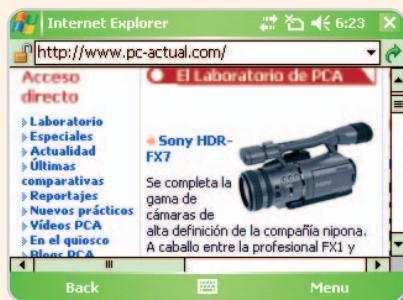 Internet Explorer 6:23
http://www.pc-actual.com/
Acceso
directo
Laboratorio
Especiales
Actualidad
Últimas
comparativas
Reportajes
Nuevos prácticos
Vídeos PCA
En el quiosco
Blogs PCA
El Laboratorio de PCA
Sony HDR-
FX7
Se completa la
gama de
cámaras de
alta definición de la compañía nipona.
A caballo entre la profesional FX1 y
Back Menu